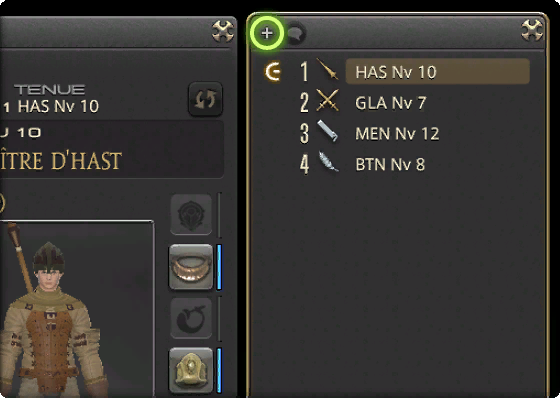 TENUE
1 HAS Nv 10
10
ÎTRE D'HAST
+
1 HAS Nv 10
2 GLA Nv 7
3 MEN Nv 12
4 BTN Nv 8